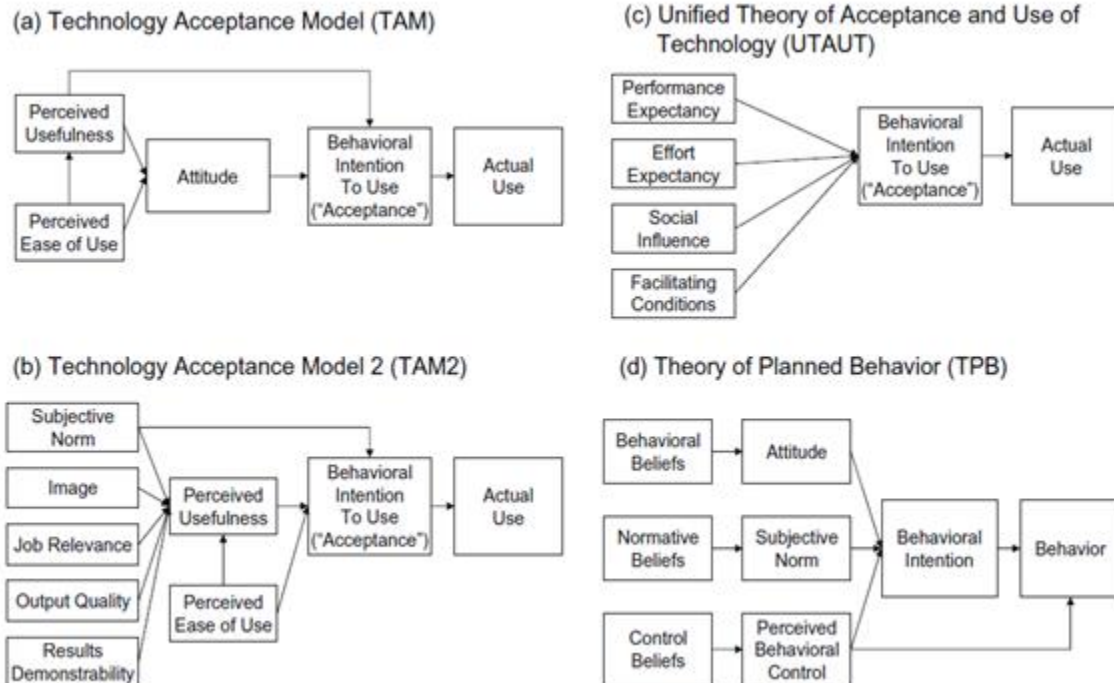 (a) Technology Acceptance Model (TAM)
Perceived
Usefulness
Perceived
Ease of Use
Attitude
Behavioral
Intention
To Use
("Acceptance")
Actual
Use
(b) Technology Acceptance Model 2 (TAM2)
Subjective
Norm
Image
Job Relevance
Output Quality
Results
Demonstrability
Perceived
Usefulness
Perceived
Ease of Use
Behavioral
Intention
To Use
("Acceptance")
Actual
Use
(c) Unified Theory of Acceptance and Use of
Technology (UTAUT)
Performance
Expectancy
Effort
Expectancy
Social
Influence
Facilitating
Conditions
Behavioral
Intention
To Use
("Acceptance")
Actual
Use
(d) Theory of Planned Behavior (TPB)
Behavioral
Beliefs
Attitude
Normative
Beliefs
Subjective
Norm
Control
Beliefs
Perceived
Behavioral
Control
Behavioral
Intention
Behavior